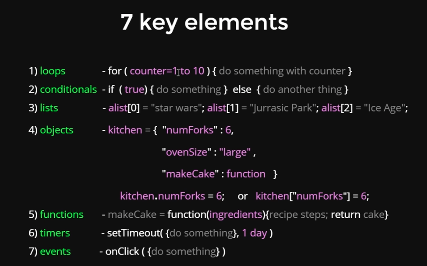 7 key elements
1) loops - for ( counter=1 to 10 ) { do something with counter }
2) conditionals - if ( true) { do something } else { do another thing }
3) lists - alist[0] = "star wars"; alist[1] = "Jurrasic Park"; alist[2] = "Ice Age";
4) objects - kitchen = { "numForks" : 6,
"ovenSize" : "large" ,
"makeCake" : function }
kitchen.numForks = 6; or kitchen["numForks"] = 6;
5) functions - makeCake = function(ingredients){recipe steps; return cake}
6) timers - setTimeout( {do something}, 1 day )
7) events - onClick ( {do something} )